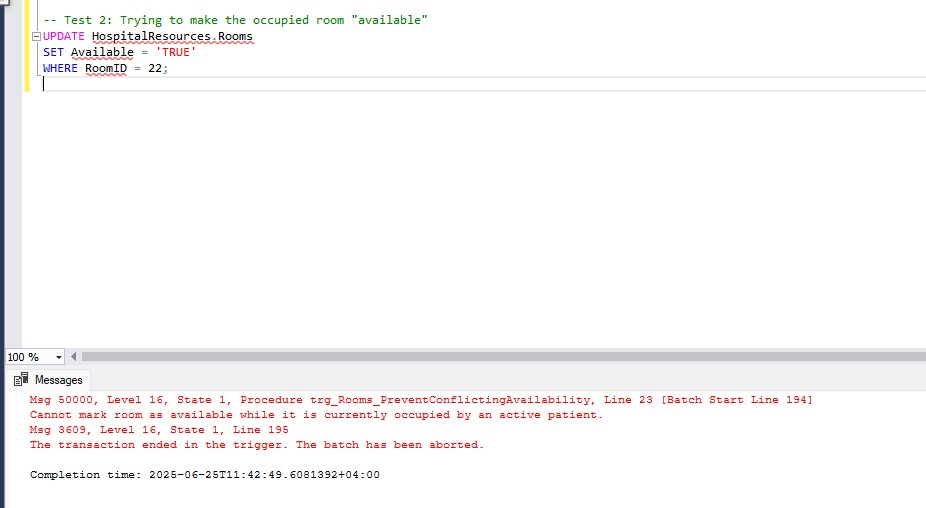 -- Test 2: Trying to make the occupied room "available"
UPDATE HospitalResources.Rooms
SET Available = 'TRUE'
WHERE RoomID = 22;
100 %
Messages
Msg 50000, Level 16, State 1, Procedure trg_Rooms_PreventConflictingAvailability, Line 23 [Batch Start Line 194]
Cannot mark room as available while it is currently occupied by an active patient.
Msg 3609, Level 16, State 1, Line 195
The transaction ended in the trigger. The batch has been aborted.
Completion time: 2025-06-25T11:42:49.6081392+04:00